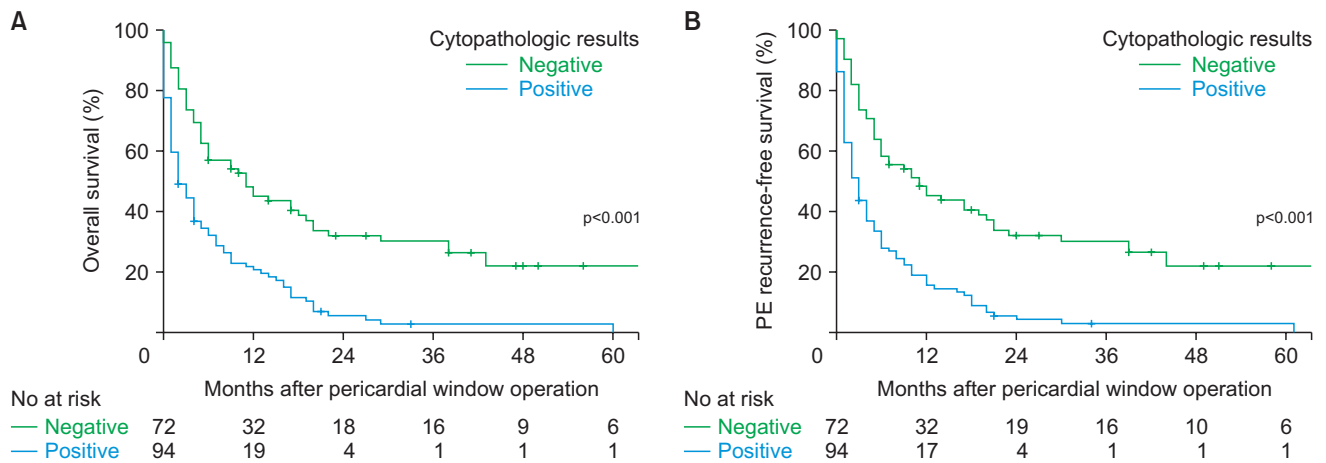 A
Overall survival (%)
100
80
60
40
20
0
12
24
36
48
60
Cytopathologic results
Negative
Positive
p<0.001
Months after pericardial window operation
No at risk
Negative 72 32 18 16 9 6
Positive 94 19 4 1 1 1
B
PE recurrence-free survival (%)
100
80
60
40
20
0
12
24
36
48
60
Cytopathologic results
Negative
Positive
p<0.001
Months after pericardial window operation
No at risk
Negative 72 32 19 16 10 6
Positive 94 17 4 1 1 1